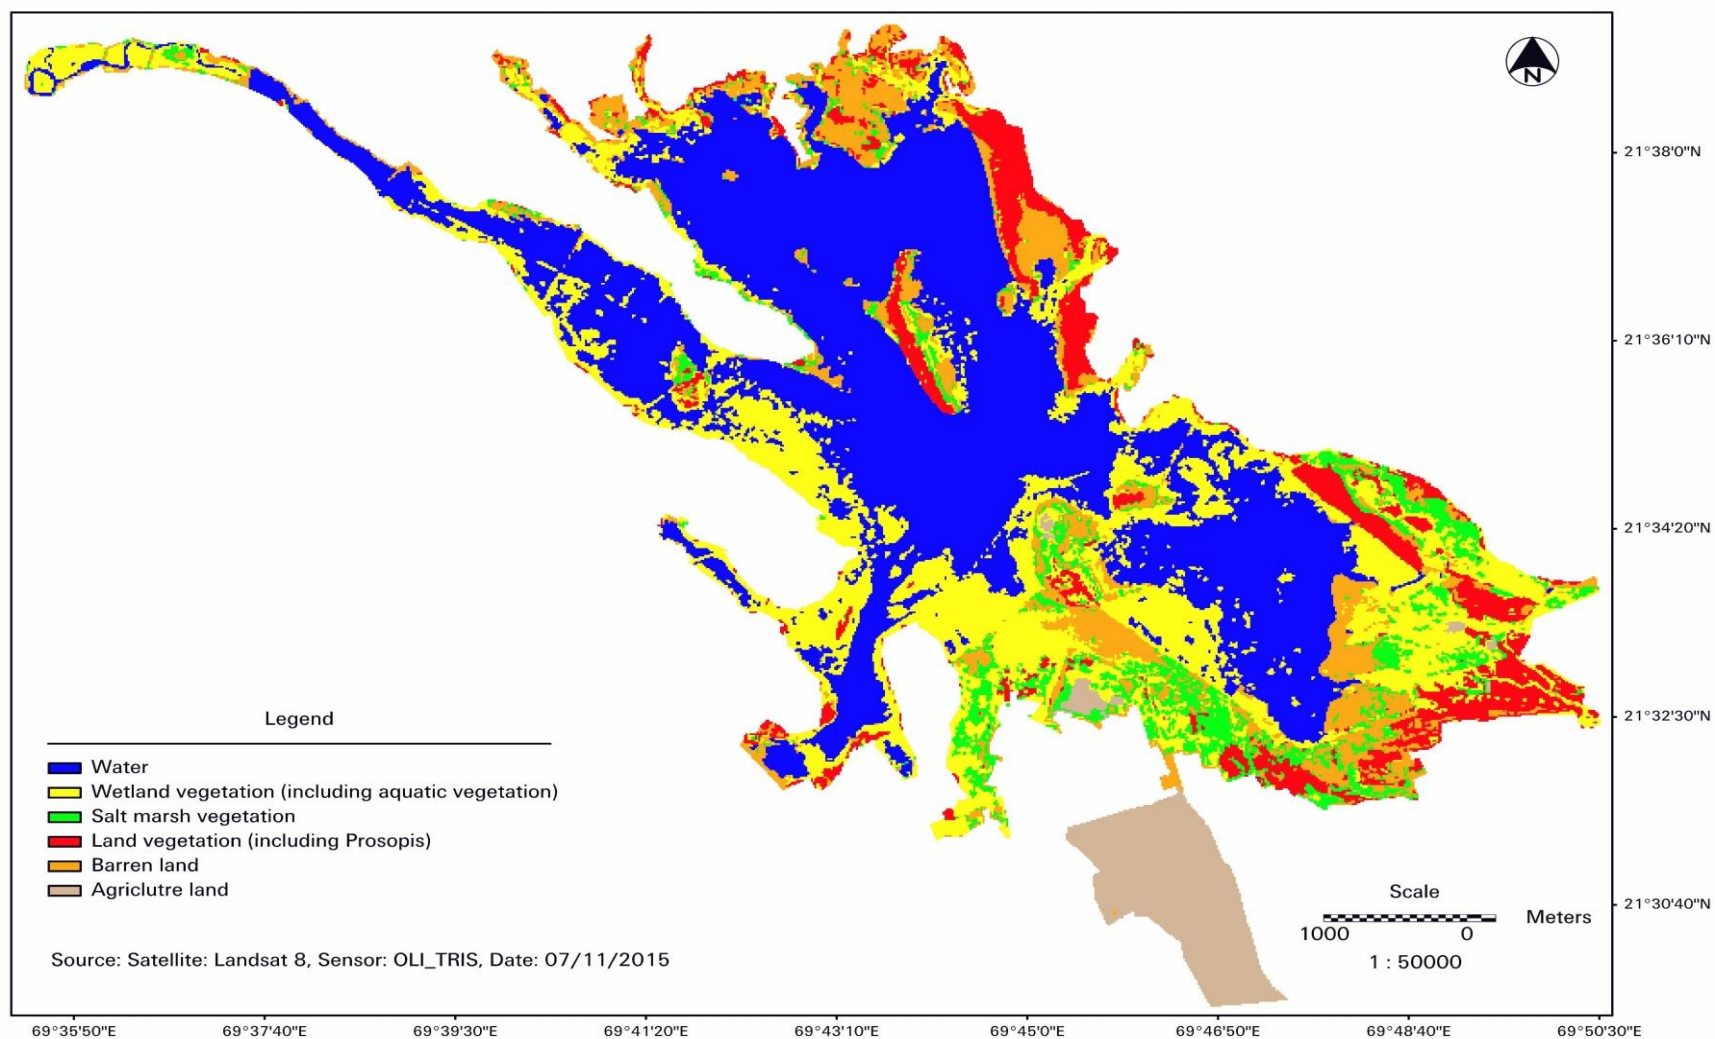 N
21°38'0"N
21°36'10"N
21°34'20"N
21°32'30"N
21°30'40"N
Legend
Water
Wetland vegetation (including aquatic vegetation)
Salt marsh vegetation
Land vegetation (including Prosopis)
Barren land
Agriclutre land
Scale
Meters
1000 0
1 : 50000
Source: Satellite: Landsat 8, Sensor: OLI_TRIS, Date: 07/11/2015
69°35'50"E 69°37'40"E 69°39'30"E 69°41'20"E 69°43'10"E 69°45'0"E 69°46'50"E 69°48'40"E 69°50'30"E